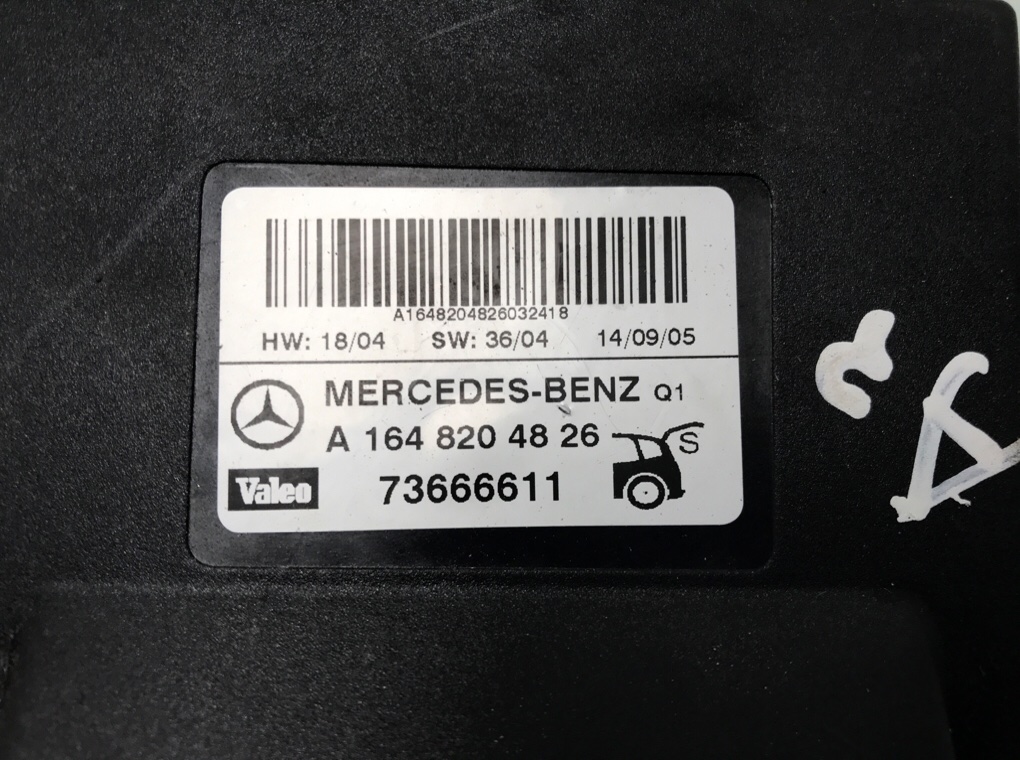 A1648204826032418
HW: 18/04 SW: 36/04 14/09/05
MERCEDES-BENZ Q1
A 164 820 48 26
S
Valeo 73666611